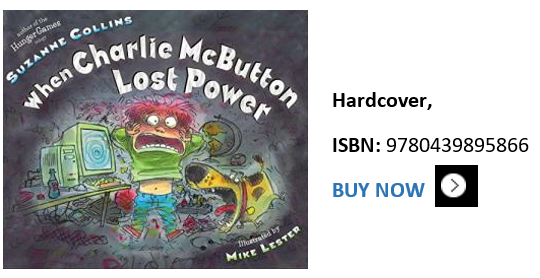 author of the
Hunger Games
SUZANNE COLLINS
When Charlie McButton
Lost Power
Illustrated by
MIKE LESTER
Hardcover,
ISBN: 9780439895866
BUY NOW